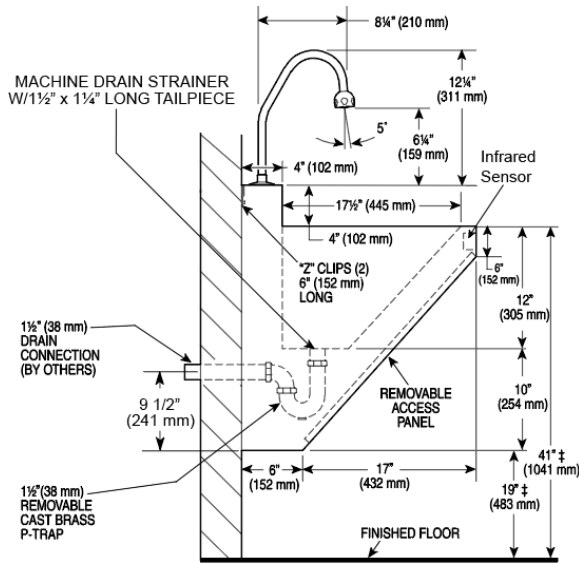 8¼" (210 mm)
MACHINE DRAIN STRAINER
W/1½" x 1¼" LONG TAILPIECE
12¼"
(311 mm)
5°
6¼"
(159 mm)
4" (102 mm)
Infrared
Sensor
17½" (445 mm)
4" (102 mm)
"Z" CLIPS (2)
6" (152 mm)
LONG
6"
(152 mm)
12"
(305 mm)
1½" (38 mm)
DRAIN
CONNECTION
(BY OTHERS)
9 1/2"
(241 mm)
REMOVABLE
ACCESS
PANEL
10"
(254 mm)
41" ‡
(1041 mm)
6"
(152 mm)
17"
(432 mm)
19" ‡
(483 mm)
1½"(38 mm)
REMOVABLE
CAST BRASS
P-TRAP
FINISHED FLOOR